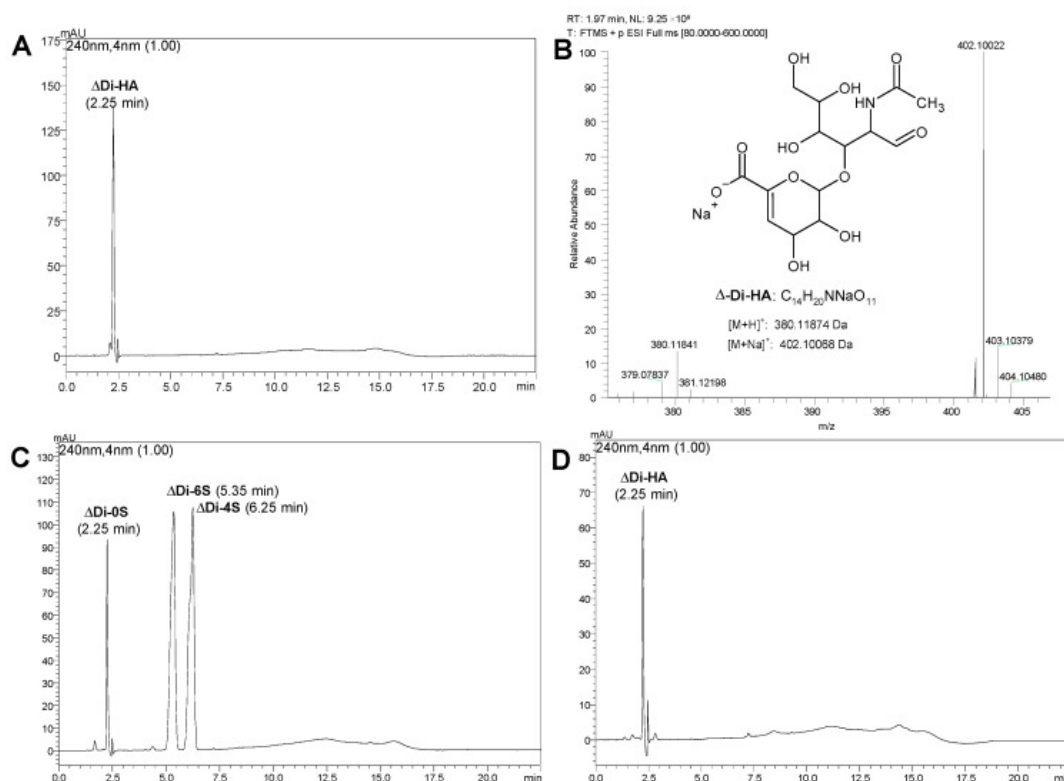 A
mAU
240nm,4nm (1.00)
175
150
125
100
75
50
25
0
ΔDi-HA
(2.25 min)
0.0 2.5 5.0 7.5 10.0 12.5 15.0 17.5 20.0 min
RT: 1.97 min, NL: 9.25 ×10⁸
T: FTMS + p ESI Full ms [80.0000-600.0000]
B
402.10022
100
90
80
70
60
50
40
30
20
10
0
Relative Abundance
OH
OH
HO
HO
O
HN
CH₃
O
O
O
O
O⁻
Na⁺
OH
OH
Δ-Di-HA: C₁₄H₂₀NNaO₁₁
[M+H]⁺: 380.11874 Da
[M+Na]⁺: 402.10068 Da
380.11841
379.07837
381.12198
403.10379
404.10480
380 385 390 395 400 405
m/z
C
mAU
240nm,4nm (1.00)
130
120
110
100
90
80
70
60
50
40
30
20
10
0
ΔDi-0S
(2.25 min)
ΔDi-6S (5.35 min)
ΔDi-4S (6.25 min)
0.0 2.5 5.0 7.5 10.0 12.5 15.0 17.5 20.0 min
D
mAU
240nm,4nm (1.00)
80
70
60
50
40
30
20
10
0
ΔDi-HA
(2.25 min)
0.0 2.5 5.0 7.5 10.0 12.5 15.0 17.5 20.0